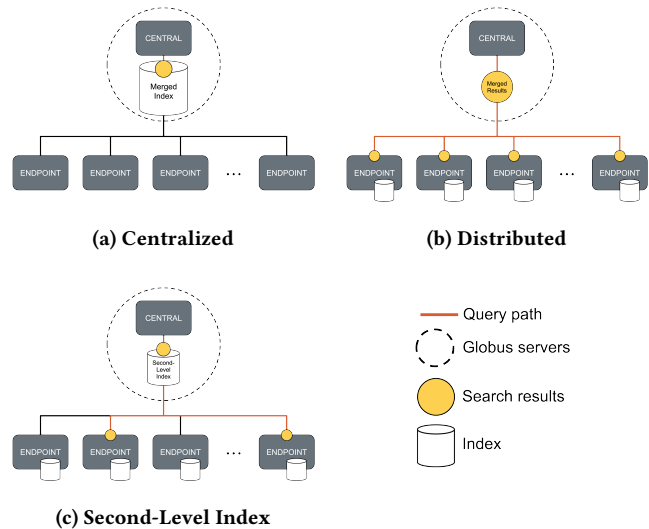 CENTRAL
Merged
Index
ENDPOINT ENDPOINT ENDPOINT ... ENDPOINT
(a) Centralized
CENTRAL
Merged
Results
ENDPOINT ENDPOINT ENDPOINT ... ENDPOINT
(b) Distributed
CENTRAL
Second-
Level
Index
ENDPOINT ENDPOINT ENDPOINT ... ENDPOINT
(c) Second-Level Index
Query path
Globus servers
Search results
Index